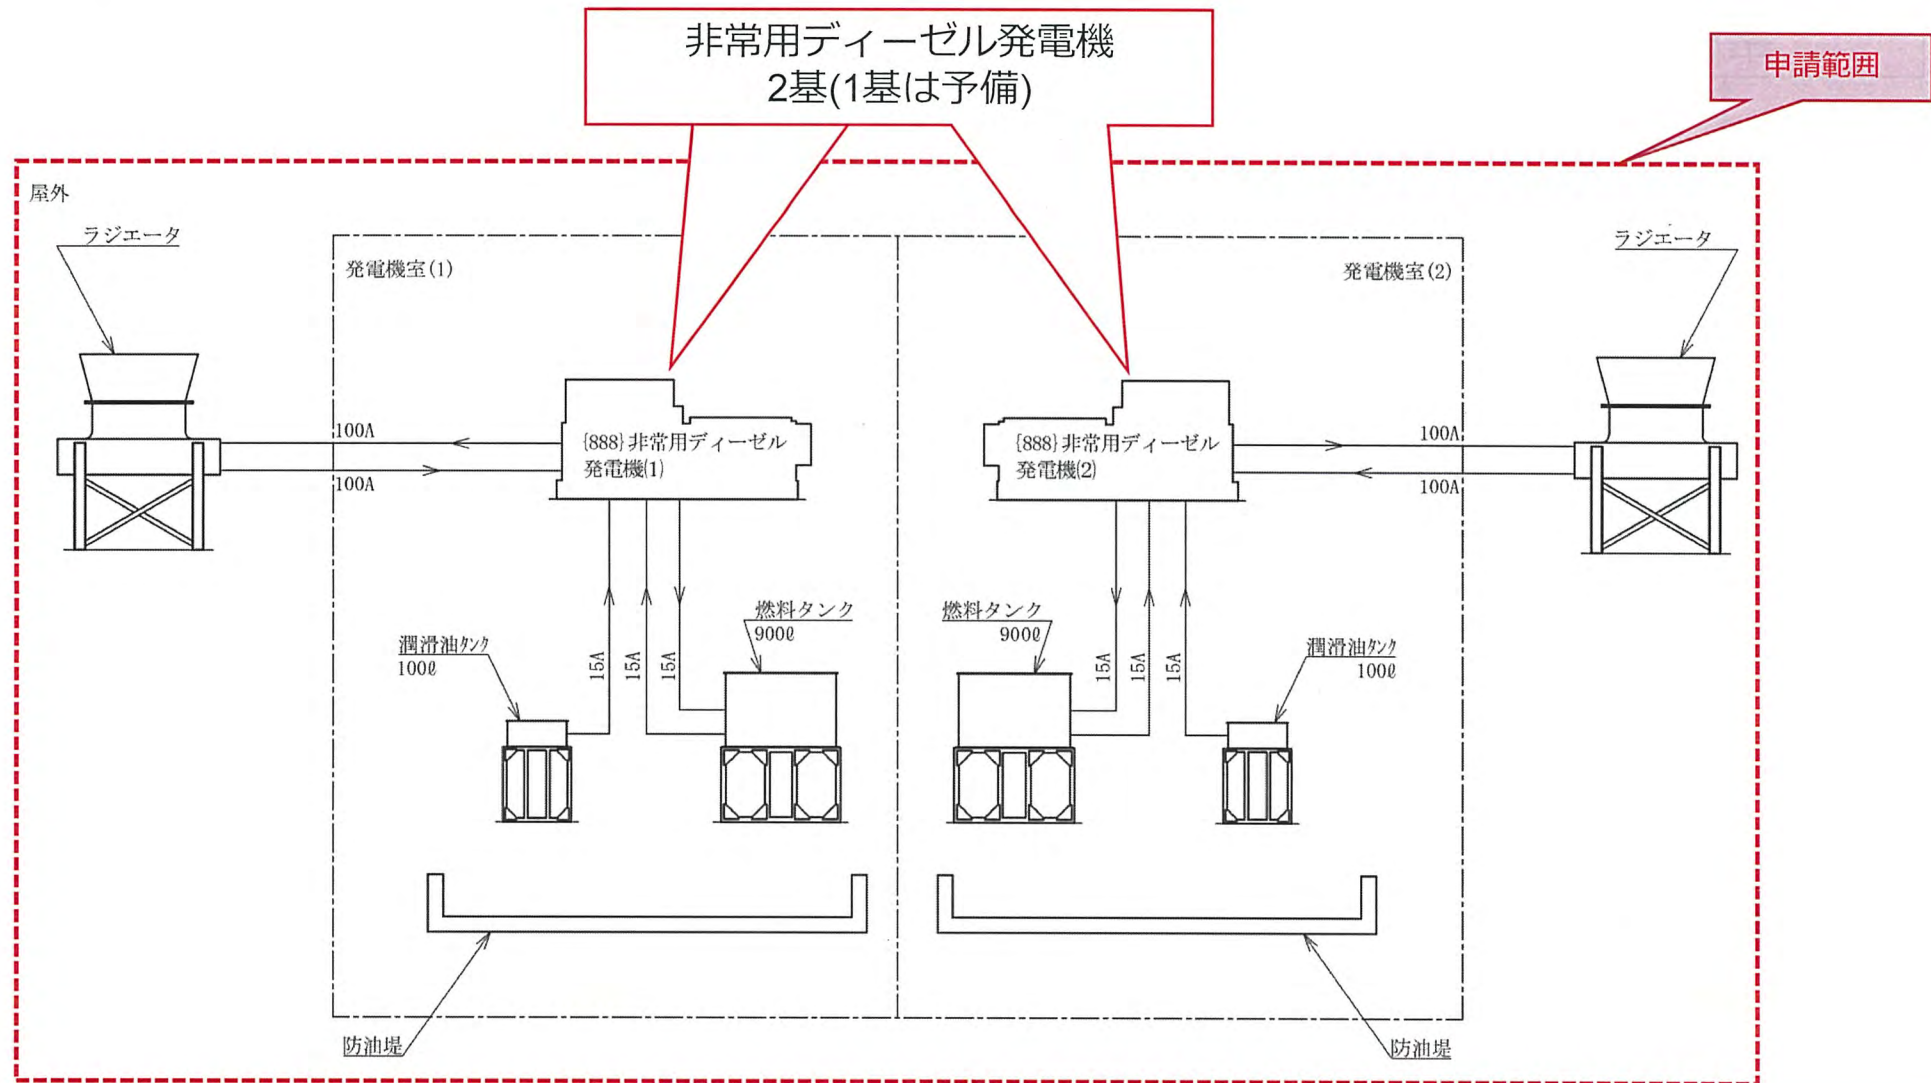 非常用ディーゼル発電機
2基(1基は予備)
申請範囲
屋外
ラジエータ
ラジエータ
発電機室(1)
発電機室(2)
100A
100A
{888}非常用ディーゼル
発電機(1)
{888}非常用ディーゼル
発電機(2)
100A
100A
潤滑油タンク
100ℓ
15A
15A
15A
燃料タンク
900ℓ
燃料タンク
900ℓ
15A
15A
15A
潤滑油タンク
100ℓ
防油堤
防油堤